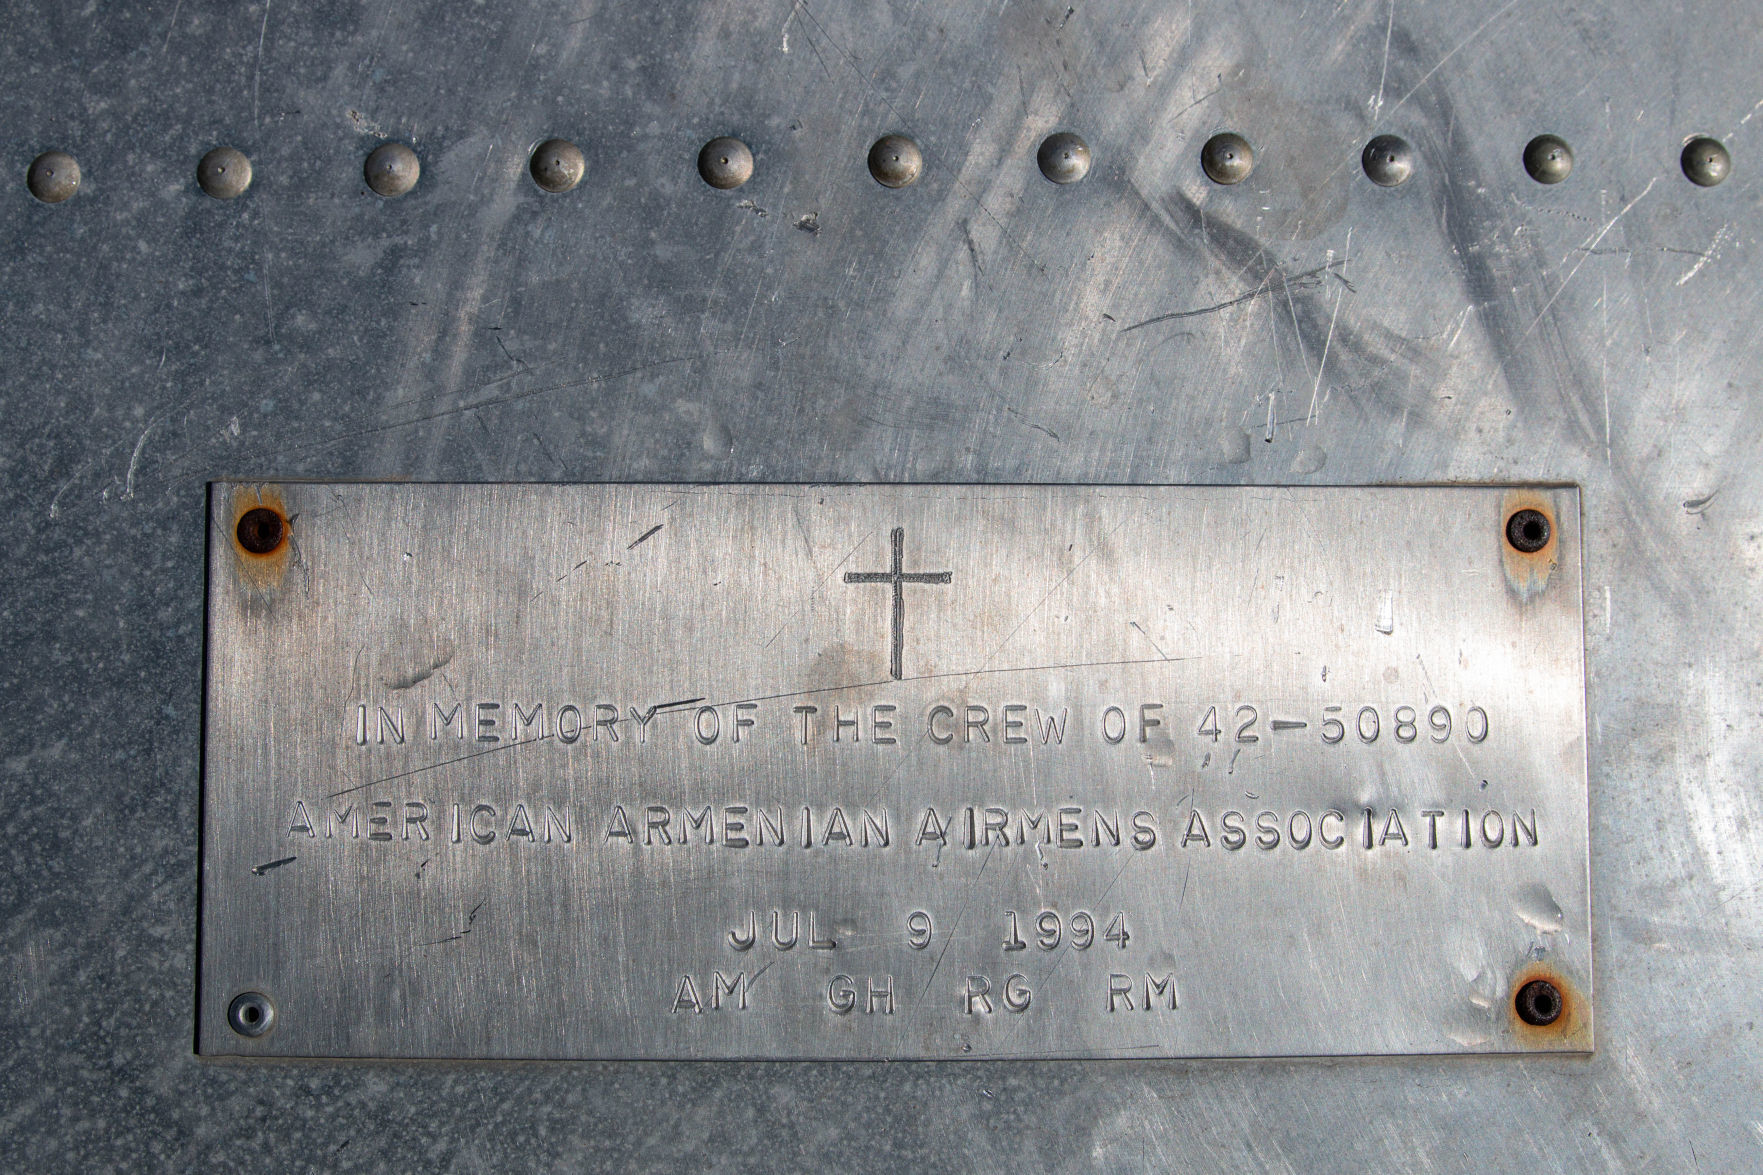 IN MEMORY OF THE CREW OF 42-50890
AMERICAN ARMENIAN AIRMENS ASSOCIATION
JUL 9 1994
AM GH RG RM